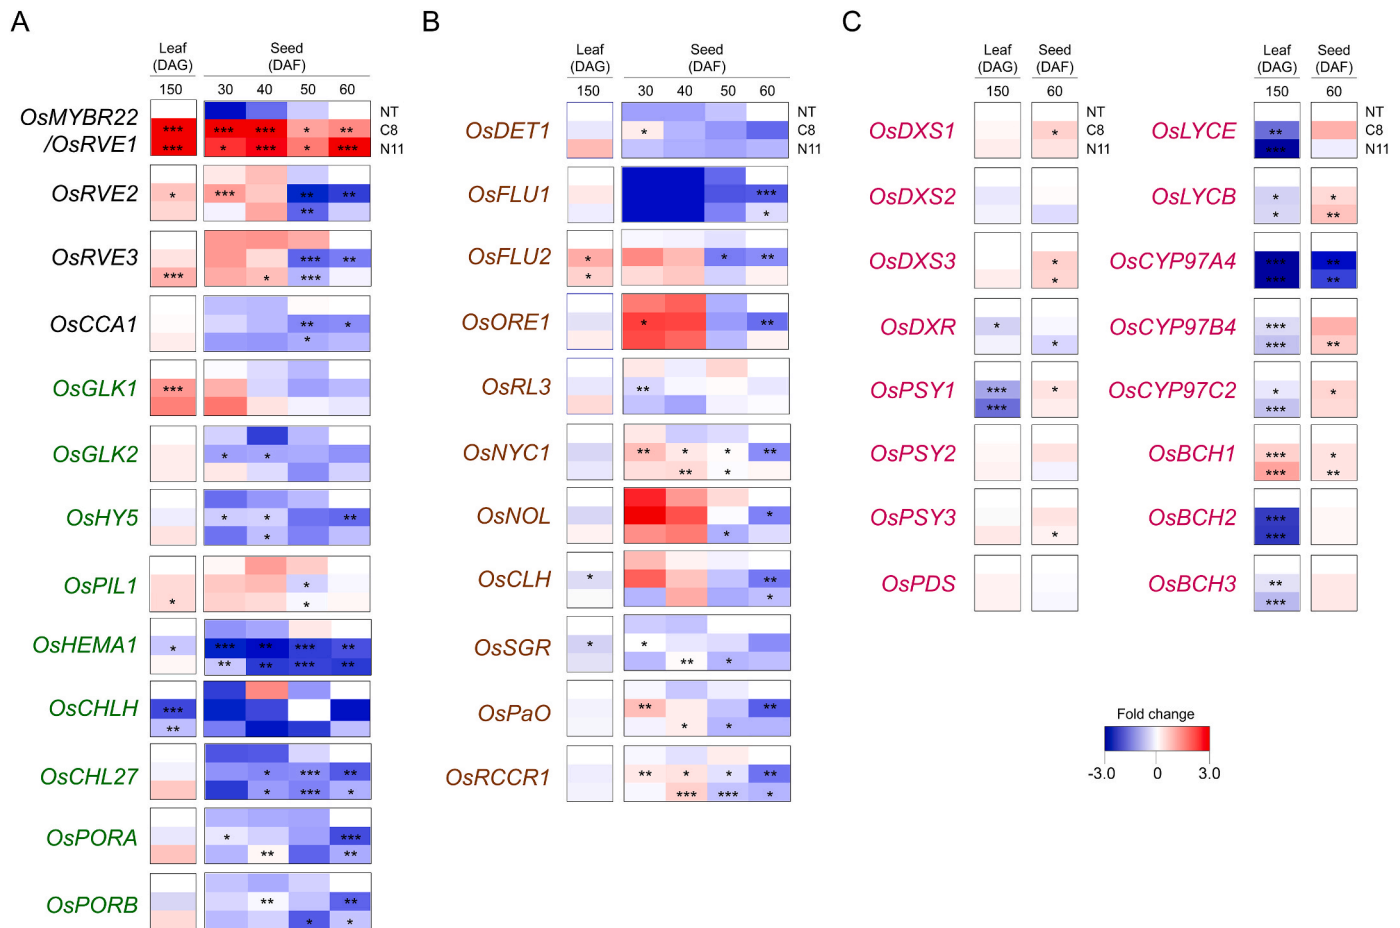 A
B
C
Leaf
(DAG)
Seed
(DAF)
150
30
40
50
60
OsMYBR22
/OsRVE1
NT
C8
N11
*** *** *** * **
*** * *** * ***
OsRVE2
* *** ** **
**
OsRVE3
*** **
*** * ***
OsCCA1
** *
*
OsGLK1
***
OsGLK2
* *
OsHY5
* * **
*
OsPIL1
*
* *
OsHEMA1
* *** ** *** **
** ** *** **
OsCHLH
***
**
OsCHL27
* *** **
* *** *
OsPORA
* ***
** **
OsPORB
** **
* *
Leaf
(DAG)
Seed
(DAF)
150
30
40
50
60
OsDET1
NT
C8
N11
*
OsFLU1
***
*
OsFLU2
* * **
*
OsORE1
* **
OsRL3
**
OsNYC1
** * * **
** *
OsNOL
*
*
OsCLH
* **
*
OsSGR
* *
** *
OsPaO
** **
* *
OsRCCR1
** * * **
*** *** *
Leaf
(DAG)
Seed
(DAF)
150
60
OsDXS1
*
OsDXS2
OsDXS3
*
*
OsDXR
*
*
OsPSY1
*** *
***
OsPSY2
OsPSY3
*
OsPDS
Leaf
(DAG)
Seed
(DAF)
150
60
OsLYCE
NT
C8
N11
**
***
OsLYCB
* *
* **
OsCYP97A4
*** **
*** **
OsCYP97B4
***
*** **
OsCYP97C2
* *
***
OsBCH1
*** *
*** **
OsBCH2
***
***
OsBCH3
**
***
Fold change
-3.0
0
3.0